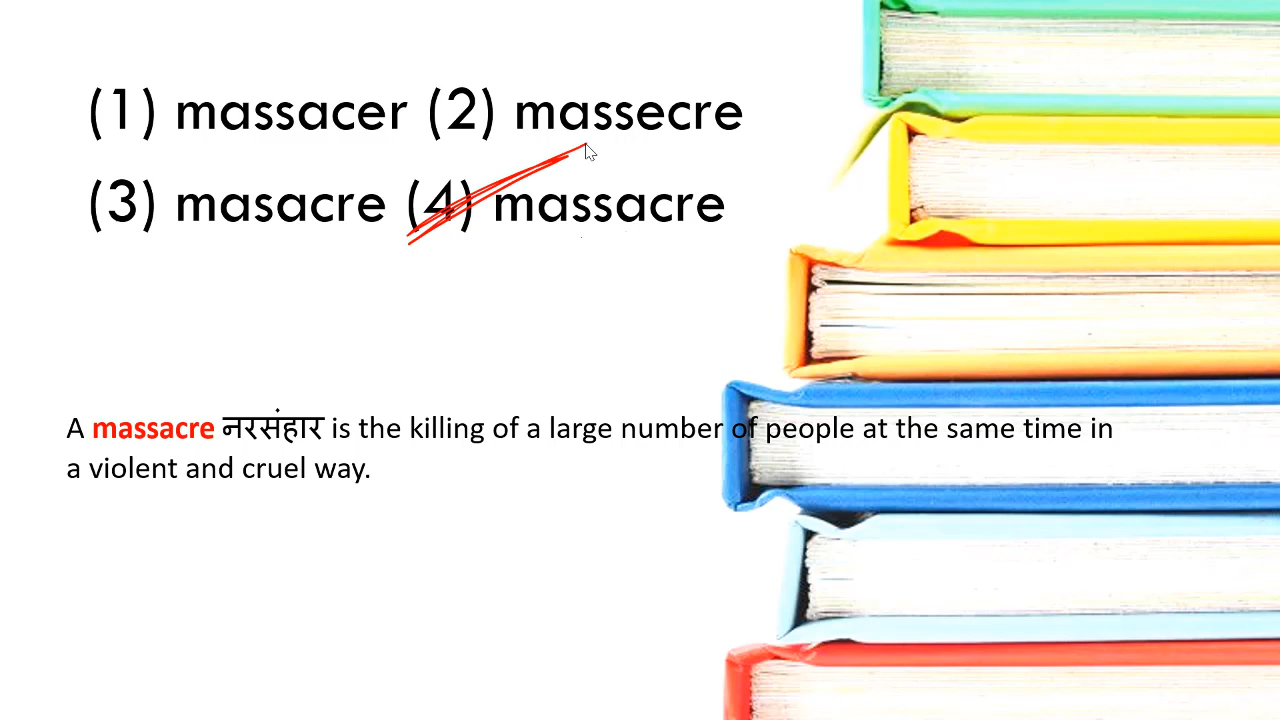 (1) massacer (2) massecre
(3) masacre (4) massacre
A massacre नरसंहार is the killing of a large number of people at the same time in
a violent and cruel way.